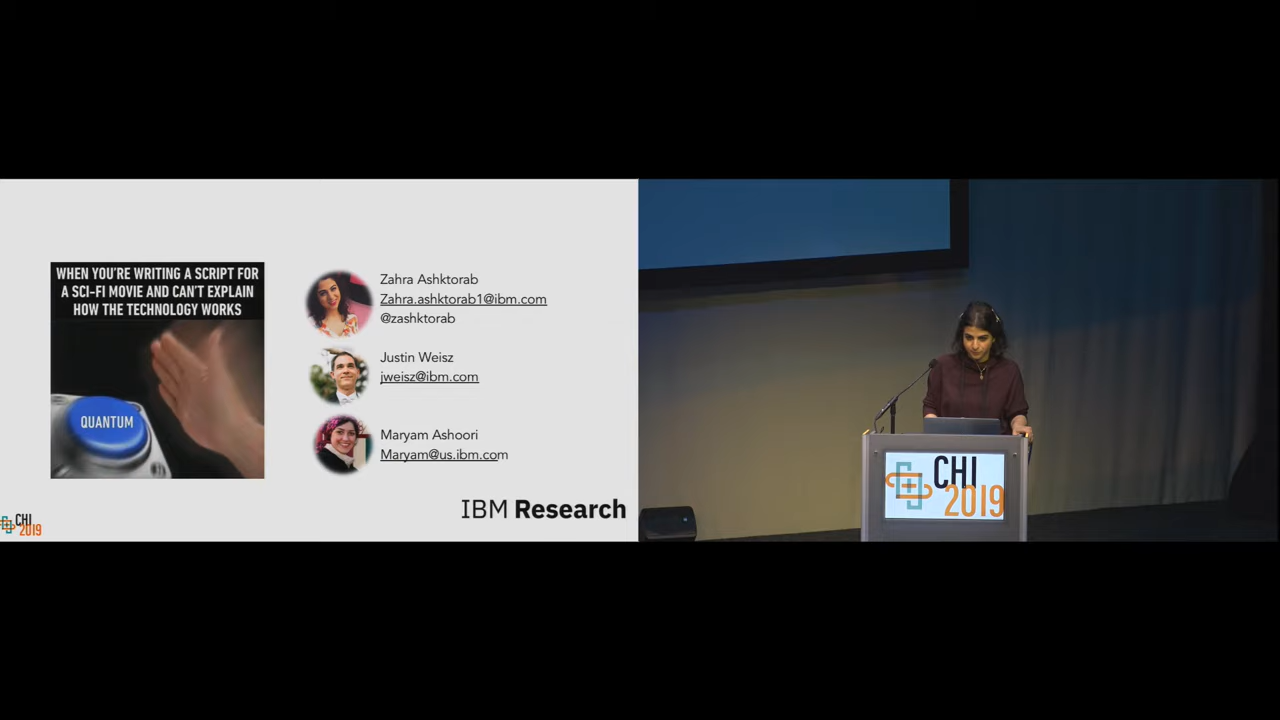 WHEN YOU'RE WRITING A SCRIPT FOR
A SCI-FI MOVIE AND CAN'T EXPLAIN
HOW THE TECHNOLOGY WORKS
QUANTUM
Zahra Ashktorab
Zahra.ashktorab1@ibm.com
@zashktorab
Justin Weisz
jweisz@ibm.com
Maryam Ashoori
Maryam@us.ibm.com
IBM Research
CHI
2019
CHI
2019